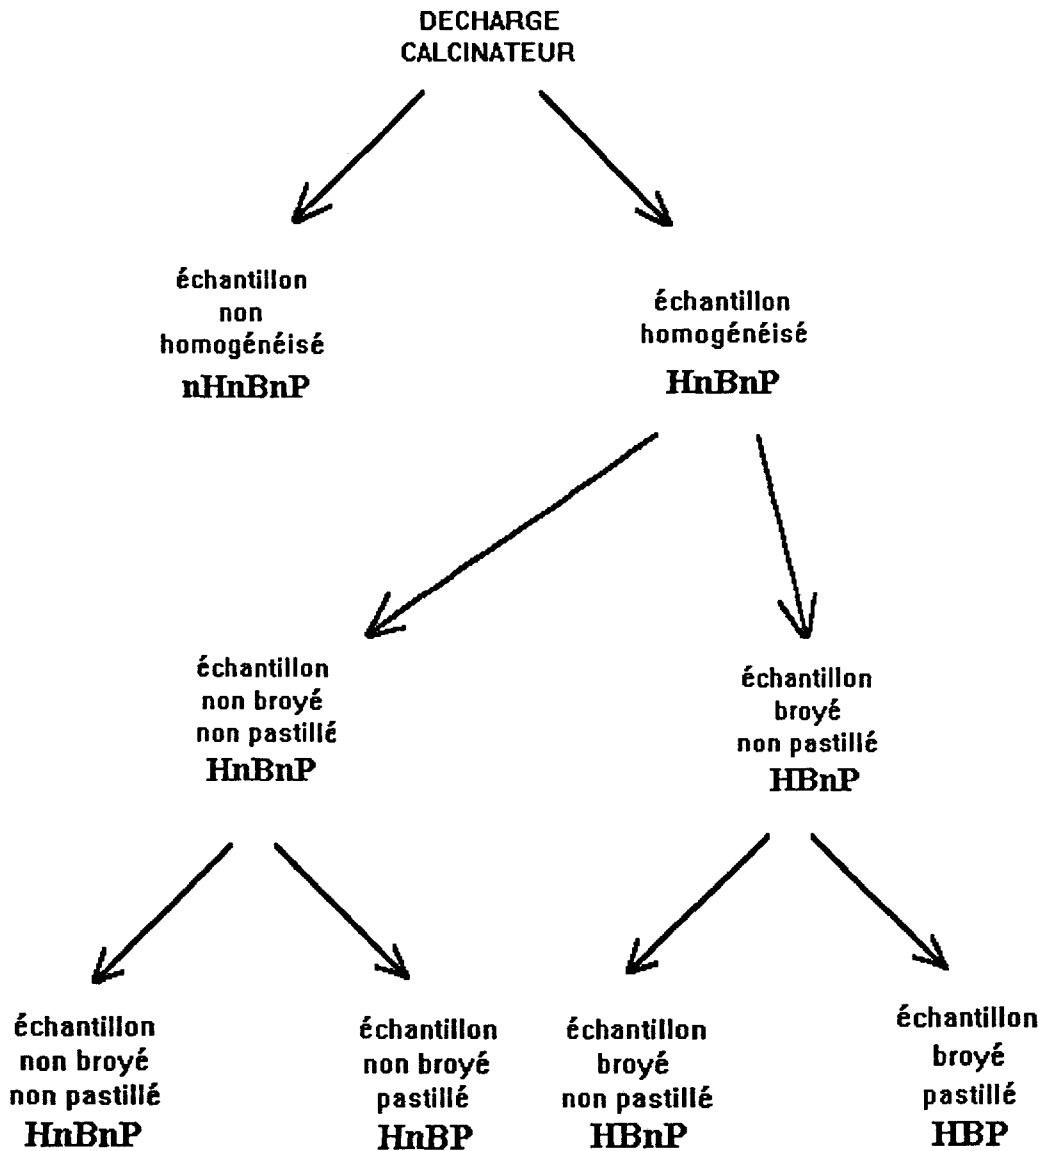 DECHARGE
CALCINATEUR
échantillon
non
homogénéisé
nHnBnP
échantillon
homogénéisé
HnBnP
échantillon
non broyé
non pastillé
HnBnP
échantillon
broyé
non pastillé
HBnP
échantillon
non broyé
non pastillé
HnBnP
échantillon
non broyé
pastillé
HnBP
échantillon
broyé
non pastillé
HBnP
échantillon
broyé
pastillé
HBP